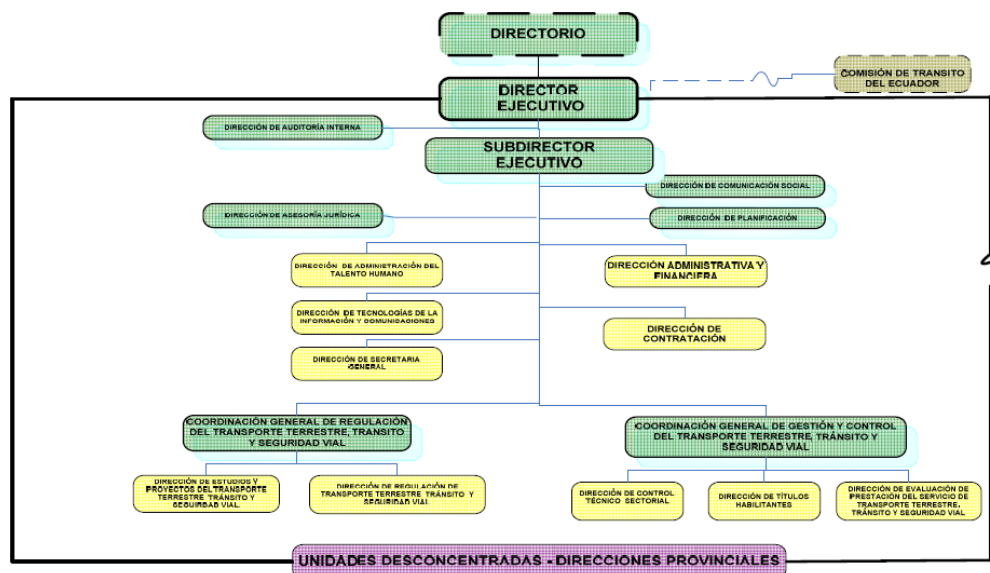 DIRECTORIO
DIRECTOR
EJECUTIVO
COMISIÓN DE TRANSITO
DEL ECUADOR
DIRECCIÓN DE AUDITORÍA INTERNA
SUBDIRECTOR
EJECUTIVO
DIRECCIÓN DE COMUNICACIÓN SOCIAL
DIRECCIÓN DE ASESORÍA JURÍDICA
DIRECCIÓN DE PLANIFICACIÓN
DIRECCIÓN DE ADMINISTRACIÓN DEL
TALENTO HUMANO
DIRECCIÓN ADMINISTRATIVA Y
FINANCIERA
DIRECCIÓN DE TECNOLOGÍAS DE LA
INFORMACIÓN Y COMUNICACIONES
DIRECCIÓN DE
CONTRATACIÓN
DIRECCIÓN DE SECRETARIA
GENERAL
COORDINACIÓN GENERAL DE REGULACIÓN
DEL TRANSPORTE TERRESTRE, TRANSITO
Y SEGURIDAD VIAL
COORDINACIÓN GENERAL DE GESTIÓN Y CONTROL
DEL TRANSPORTE TERRESTRE, TRÁNSITO Y
SEGURIDAD VIAL
DIRECCIÓN DE ESTUDIOS Y
PROYECTOS DEL TRANSPORTE
TERRESTRE TRÁNSITO Y
SEGURIDAD VIAL
DIRECCIÓN DE REGULACIÓN DE
TRANSPORTE TERRESTRE TRÁNSITO Y
SEGURIDAD VIAL
DIRECCIÓN DE CONTROL
TÉCNICO SECTORIAL
DIRECCIÓN DE TÍTULOS
HABILITANTES
DIRECCIÓN DE EVALUACIÓN DE
PRESTACIÓN DEL SERVICIO DE
TRANSPORTE TERRESTRE,
TRÁNSITO Y SEGURIDAD VIAL
UNIDADES DESCONCENTRADAS - DIRECCIONES PROVINCIALES